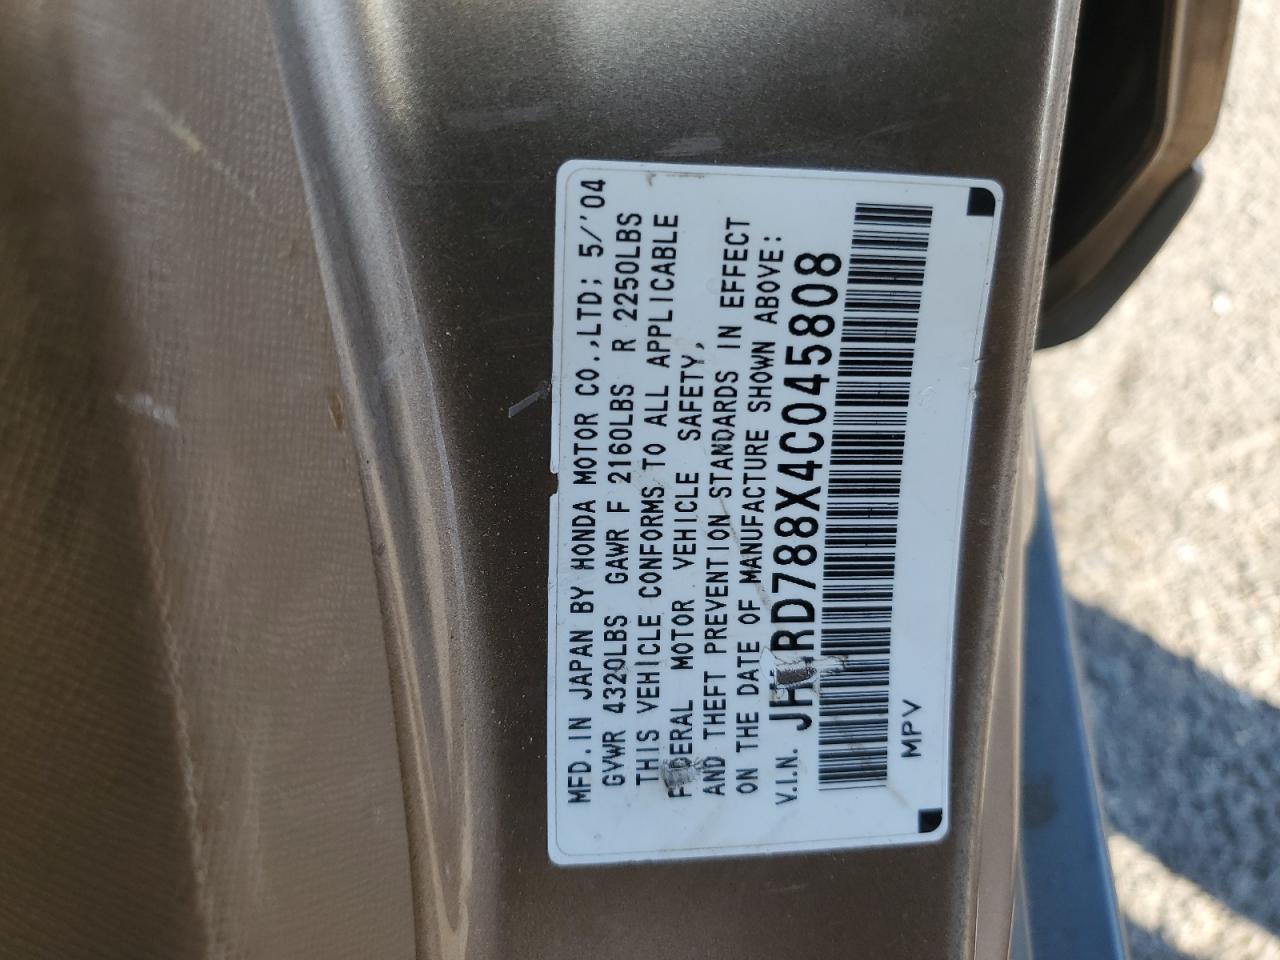 MFD. IN JAPAN BY HONDA MOTOR CO.,LTD; 5/'04
GVWR 4320LBS GAWR F 2160LBS R 2250LBS
THIS VEHICLE CONFORMS TO ALL APPLICABLE
FEDERAL MOTOR VEHICLE SAFETY,
AND THEFT PREVENTION STANDARDS IN EFFECT
ON THE DATE OF MANUFACTURE SHOWN ABOVE:
V.I.N.
MPV